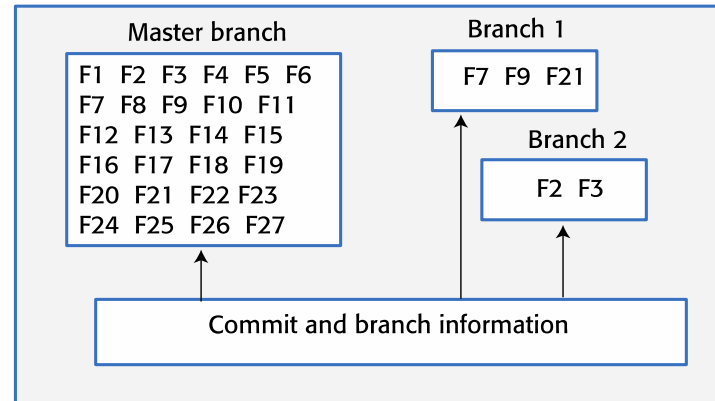 Master branch
F1 F2 F3 F4 F5 F6
F7 F8 F9 F10 F11
F12 F13 F14 F15
F16 F17 F18 F19
F20 F21 F22 F23
F24 F25 F26 F27
Branch 1
F7 F9 F21
Branch 2
F2 F3
Commit and branch information